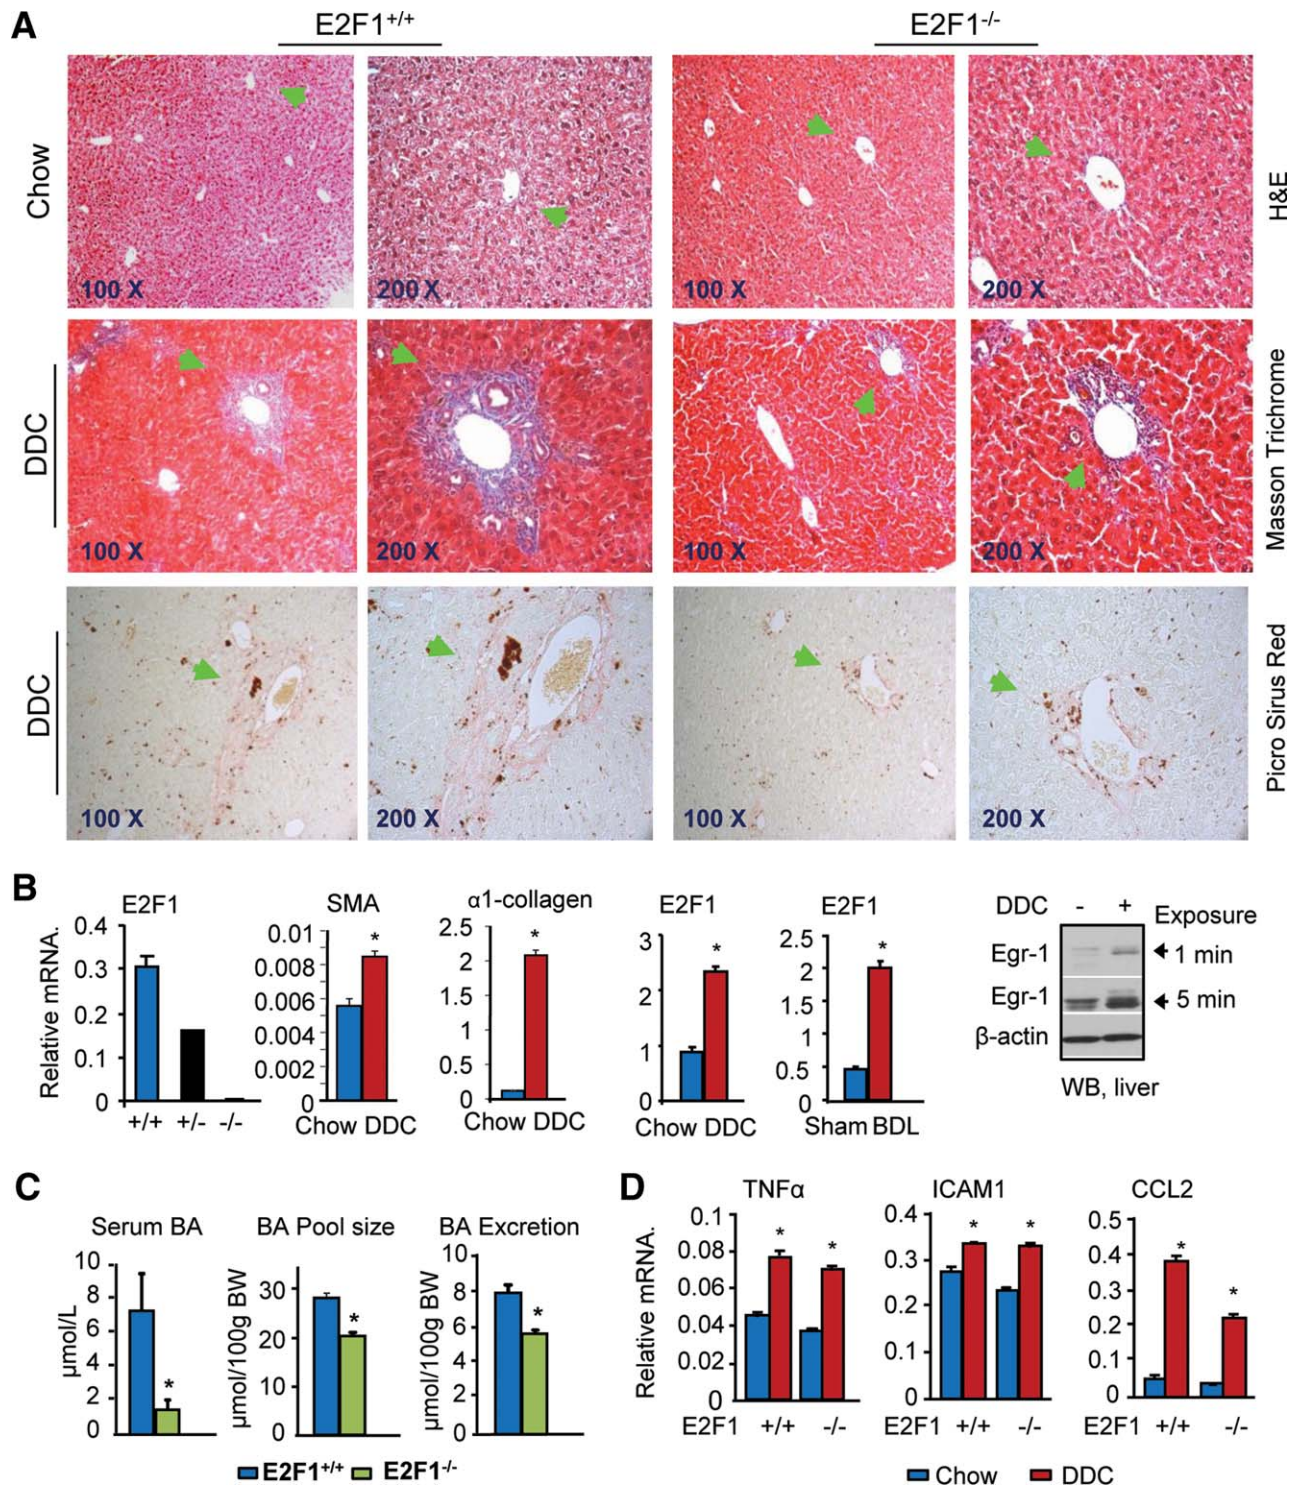 A
E2F1+/+
E2F1-/-
Chow
H&E
100 X
200 X
100 X
200 X
DDC
Masson Trichrome
100 X
200 X
100 X
200 X
DDC
Picro Sirus Red
100 X
200 X
100 X
200 X
B
E2F1
SMA
α1-collagen
E2F1
E2F1
Relative mRNA.
0.4
0.3
0.2
0.1
0
+/+ +/- -/-
0.01
0.008
0.006
0.004
0.002
0
*
Chow DDC
2.5
2
1.5
1
0.5
0
*
Chow DDC
3
2
1
0
*
Chow DDC
2.5
2
1.5
1
0.5
0
*
Sham BDL
DDC - + Exposure
Egr-1 1 min
Egr-1 5 min
β-actin
WB, liver
C
Serum BA
BA Pool size
BA Excretion
µmol/L
10
8
6
4
2
0
*
µmol/100g BW
30
20
10
0
*
µmol/100g BW
10
8
6
4
2
0
*
E2F1+/+ E2F1-/-
D
TNFα
ICAM1
CCL2
Relative mRNA.
0.1
0.08
0.06
0.04
0.02
0
* *
E2F1 +/+ -/-
0.4
0.3
0.2
0.1
0
* *
E2F1 +/+ -/-
0.5
0.4
0.3
0.2
0.1
0
* *
E2F1 +/+ -/-
Chow DDC